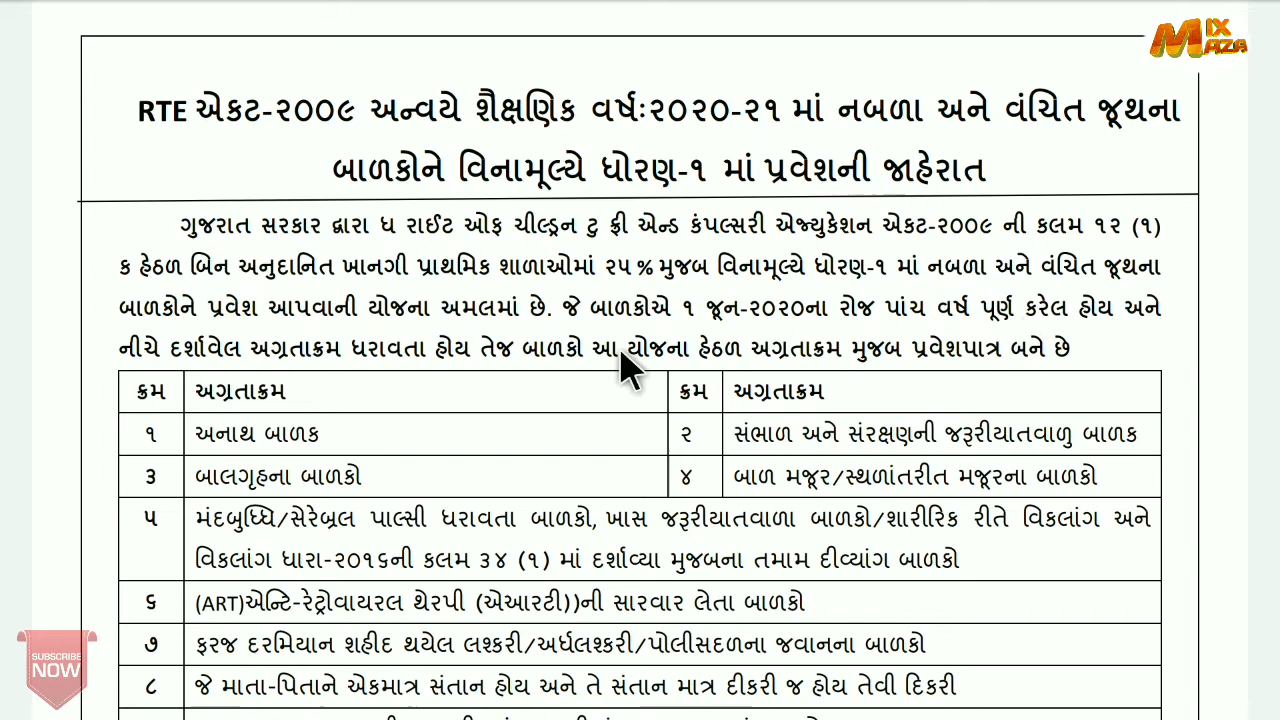 MIX MAZA
RTE એકટ-૨૦૦૯ અન્વયે શૈક્ષણિક વર્ષઃ૨૦૨૦-૨૧ માં નબળા અને વંચિત જૂથના
બાળકોને વિનામૂલ્યે ધોરણ-૧ માં પ્રવેશની જાહેરાત
ગુજરાત સરકાર દ્વારા ધ રાઈટ ઓફ ચીલ્ડ્રન ટુ ફ્રી એન્ડ કંપલ્સરી એજ્યુકેશન એકટ-૨૦૦૯ ની કલમ ૧૨ (૧)
ક હેઠળ બિન અનુદાનિત ખાનગી પ્રાથમિક શાળાઓમાં ૨૫ % મુજબ વિનામૂલ્યે ધોરણ-૧ માં નબળા અને વંચિત જૂથના
બાળકોને પ્રવેશ આપવાની યોજના અમલમાં છે. જે બાળકોએ ૧ જૂન-૨૦૨૦ના રોજ પાંચ વર્ષ પૂર્ણ કરેલ હોય અને
નીચે દર્શાવેલ અગ્રતાક્રમ ધરાવતા હોય તેજ બાળકો આ યોજના હેઠળ અગ્રતાક્રમ મુજબ પ્રવેશપાત્ર બને છે
ક્રમ અગ્રતાક્રમ ક્રમ અગ્રતાક્રમ
૧ અનાથ બાળક ૨ સંભાળ અને સંરક્ષણની જરૂરીયાતવાળુ બાળક
૩ બાલગૃહના બાળકો ૪ બાળ મજૂર/સ્થળાંતરીત મજૂરના બાળકો
૫ મંદબુધ્ધિ/સેરેબ્રલ પાલ્સી ધરાવતા બાળકો, ખાસ જરૂરીયાતવાળા બાળકો/શારીરિક રીતે વિકલાંગ અને
વિકલાંગ ધારા-૨૦૧૬ની કલમ ૩૪ (૧) માં દર્શાવ્યા મુજબના તમામ દીવ્યાંગ બાળકો
૬ (ART)એન્ટિ-રેટ્રોવાયરલ થેરપી (એઆરટી))ની સારવાર લેતા બાળકો
૭ ફરજ દરમિયાન શહીદ થયેલ લશ્કરી/અર્ધલશ્કરી/પોલીસદળના જવાનના બાળકો
૮ જે માતા-પિતાને એકમાત્ર સંતાન હોય અને તે સંતાન માત્ર દીકરી જ હોય તેવી દિકરી
SUBSCRIBE
NOW